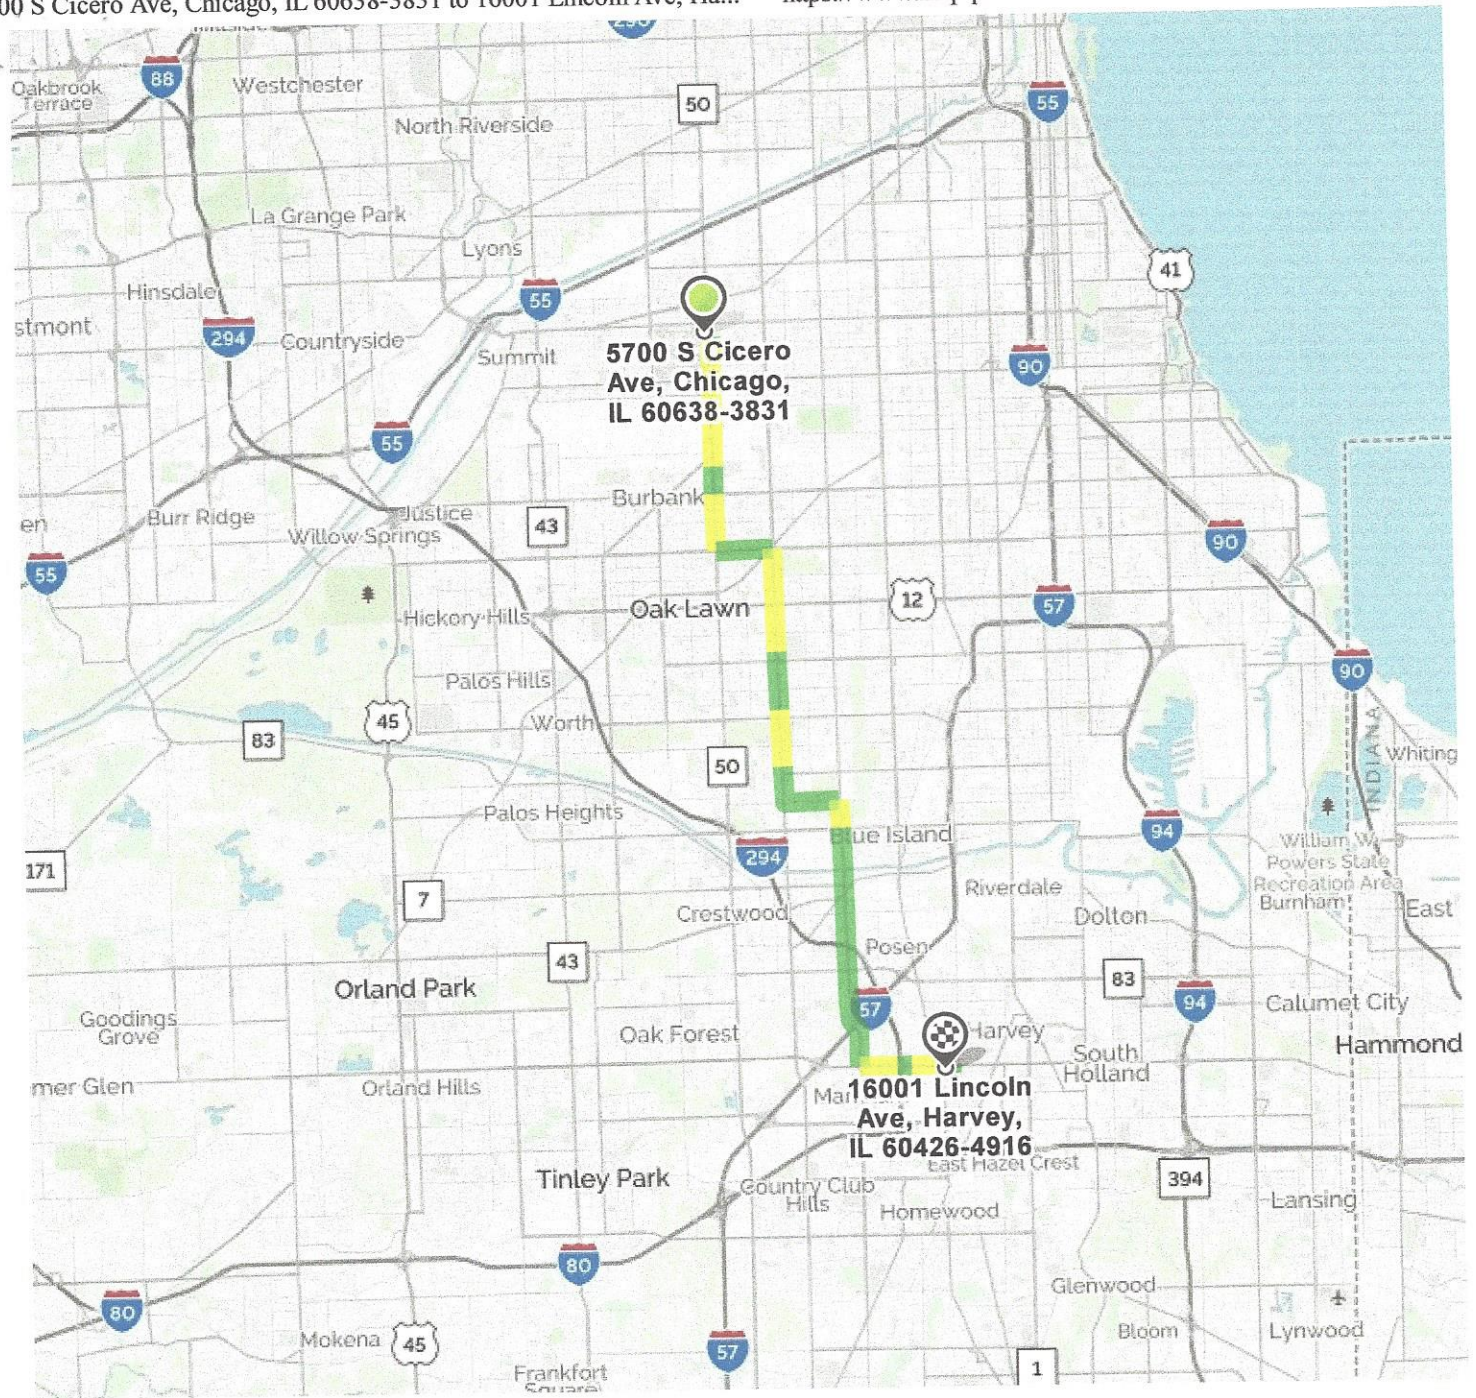 00 S Cicero Ave, Chicago, IL 60638-3831 to 16001 Lincoln Ave, Ha...
290
88
Oakbrook
Terrace
Westchester
50
55
North Riverside
La Grange Park
Lyons
41
Hinsdale
55
stmont
294
Countryside
Summit
5700 S Cicero
Ave, Chicago,
IL 60638-3831
90
55
Burbank
en
Burr Ridge
Justice
Willow Springs
43
90
55
Hickory Hills
Oak Lawn
12
57
90
Palos Hills
45
Worth
83
50
INDIANA
Whiting
Palos Heights
Blue Island
94
William W.
Powers State
Recreation Area
Burnham
171
294
7
Riverdale
Crestwood
Dolton
East
Posen
43
83
Orland Park
57
94
Calumet City
Goodings
Grove
Oak Forest
Harvey
South
Holland
Hammond
mer Glen
Orland Hills
Mar
16001 Lincoln
Ave, Harvey,
IL 60426-4916
East Hazel Crest
Tinley Park
Country Club
Hills
394
Homewood
Lansing
80
Glenwood
80
Mokena
45
57
Bloom
Lynwood
Frankfort
Square
1